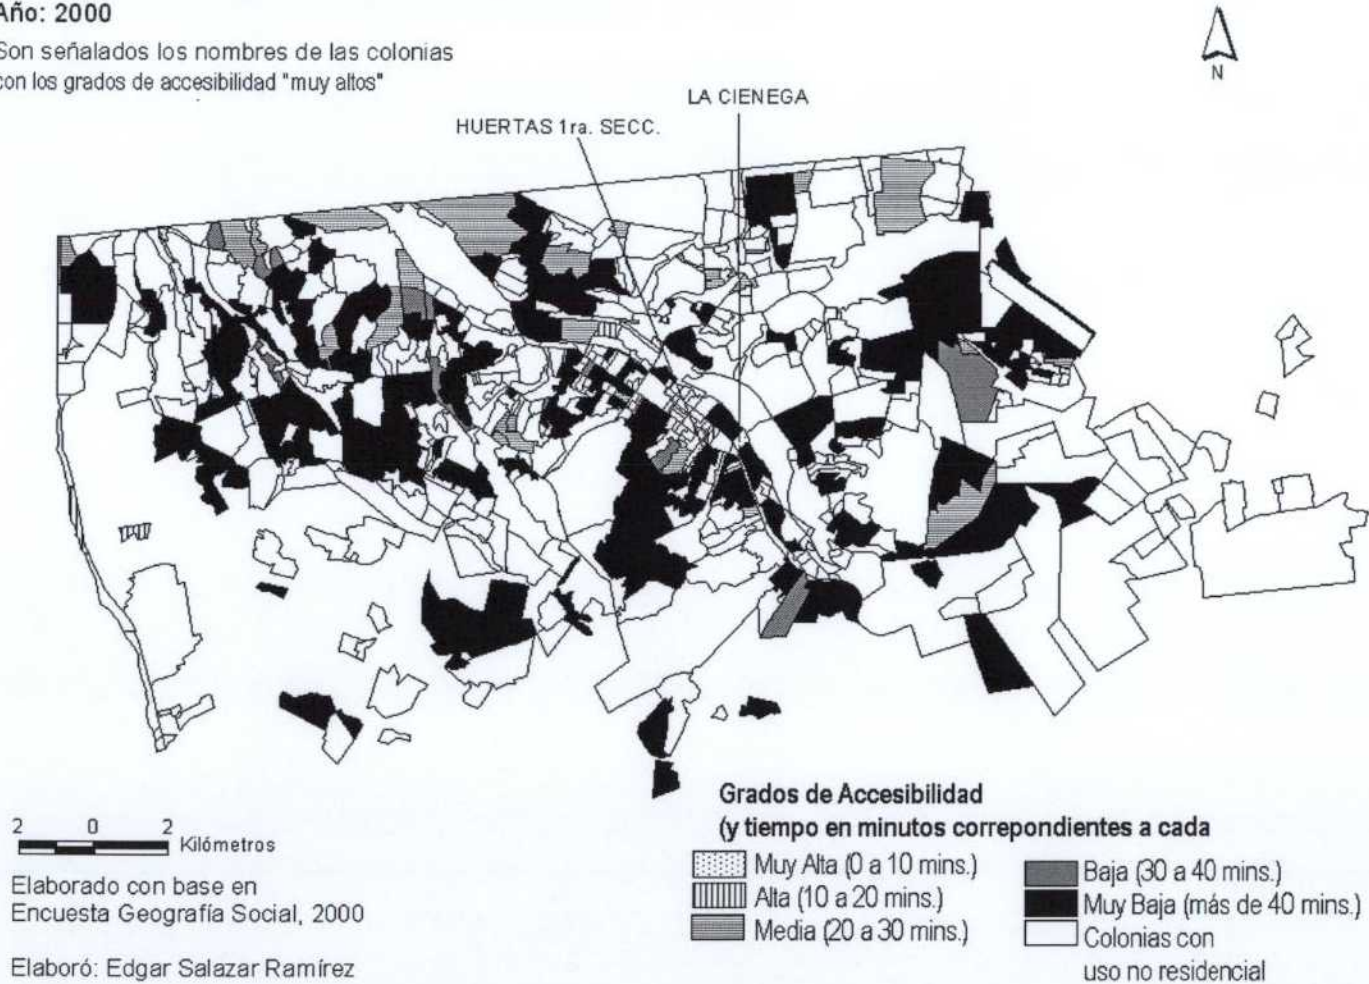 Año: 2000
Son señalados los nombres de las colonias
con los grados de accesibilidad "muy altos"
N
LA CIENEGA
HUERTAS 1ra. SECC.
2 0 2
Kilómetros
Elaborado con base en
Encuesta Geografía Social, 2000
Elaboró: Edgar Salazar Ramírez
Grados de Accesibilidad
(y tiempo en minutos correpondientes a cada
Muy Alta (0 a 10 mins.)
Alta (10 a 20 mins.)
Media (20 a 30 mins.)
Baja (30 a 40 mins.)
Muy Baja (más de 40 mins.)
Colonias con
uso no residencial